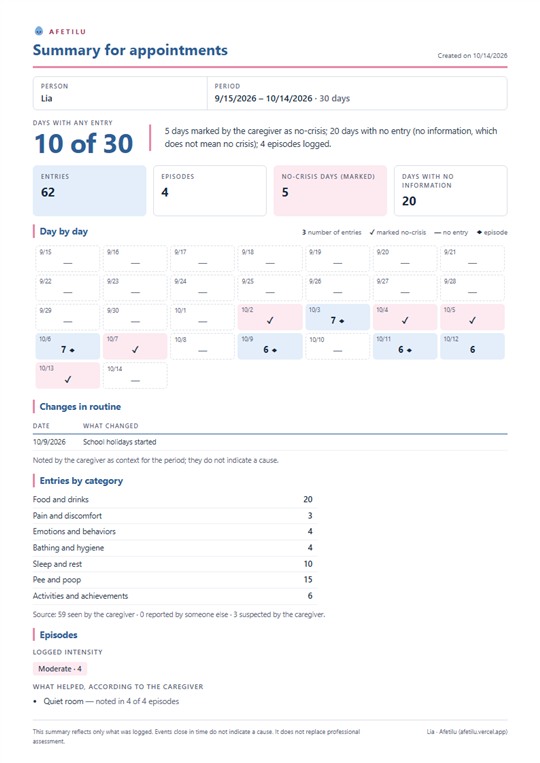 AFETILU
Summary for appointments
Created on 10/14/2026
PERSON
Lia
PERIOD
9/15/2026 – 10/14/2026 · 30 days
DAYS WITH ANY ENTRY
10 of 30
5 days marked by the caregiver as no-crisis; 20 days with no entry (no information, which
does not mean no crisis); 4 episodes logged.
ENTRIES
62
EPISODES
4
NO-CRISIS DAYS (MARKED)
5
DAYS WITH NO
INFORMATION
20
Day by day
3 number of entries ✓ marked no-crisis — no entry ◆ episode
9/15 9/16 9/17 9/18 9/19 9/20 9/21
— — — — — — —
9/22 9/23 9/24 9/25 9/26 9/27 9/28
— — — — — — —
9/29 9/30 10/1 10/2 10/3 10/4 10/5
— — — ✓ 7 ◆ ✓ ✓
10/6 10/7 10/8 10/9 10/10 10/11 10/12
7 ◆ ✓ — 6 ◆ — 6 ◆ 6
10/13 10/14
✓ —
Changes in routine
DATE WHAT CHANGED
10/9/2026 School holidays started
Noted by the caregiver as context for the period; they do not indicate a cause.
Entries by category
Food and drinks 20
Pain and discomfort 3
Emotions and behaviors 4
Bathing and hygiene 4
Sleep and rest 10
Pee and poop 15
Activities and achievements 6
Source: 59 seen by the caregiver · 0 reported by someone else · 3 suspected by the caregiver.
Episodes
LOGGED INTENSITY
Moderate · 4
WHAT HELPED, ACCORDING TO THE CAREGIVER
• Quiet room — noted in 4 of 4 episodes
This summary reflects only what was logged. Events close in time do not indicate a cause. It does not replace professional
assessment.
Lia · Afetilu (afetilu.vercel.app)